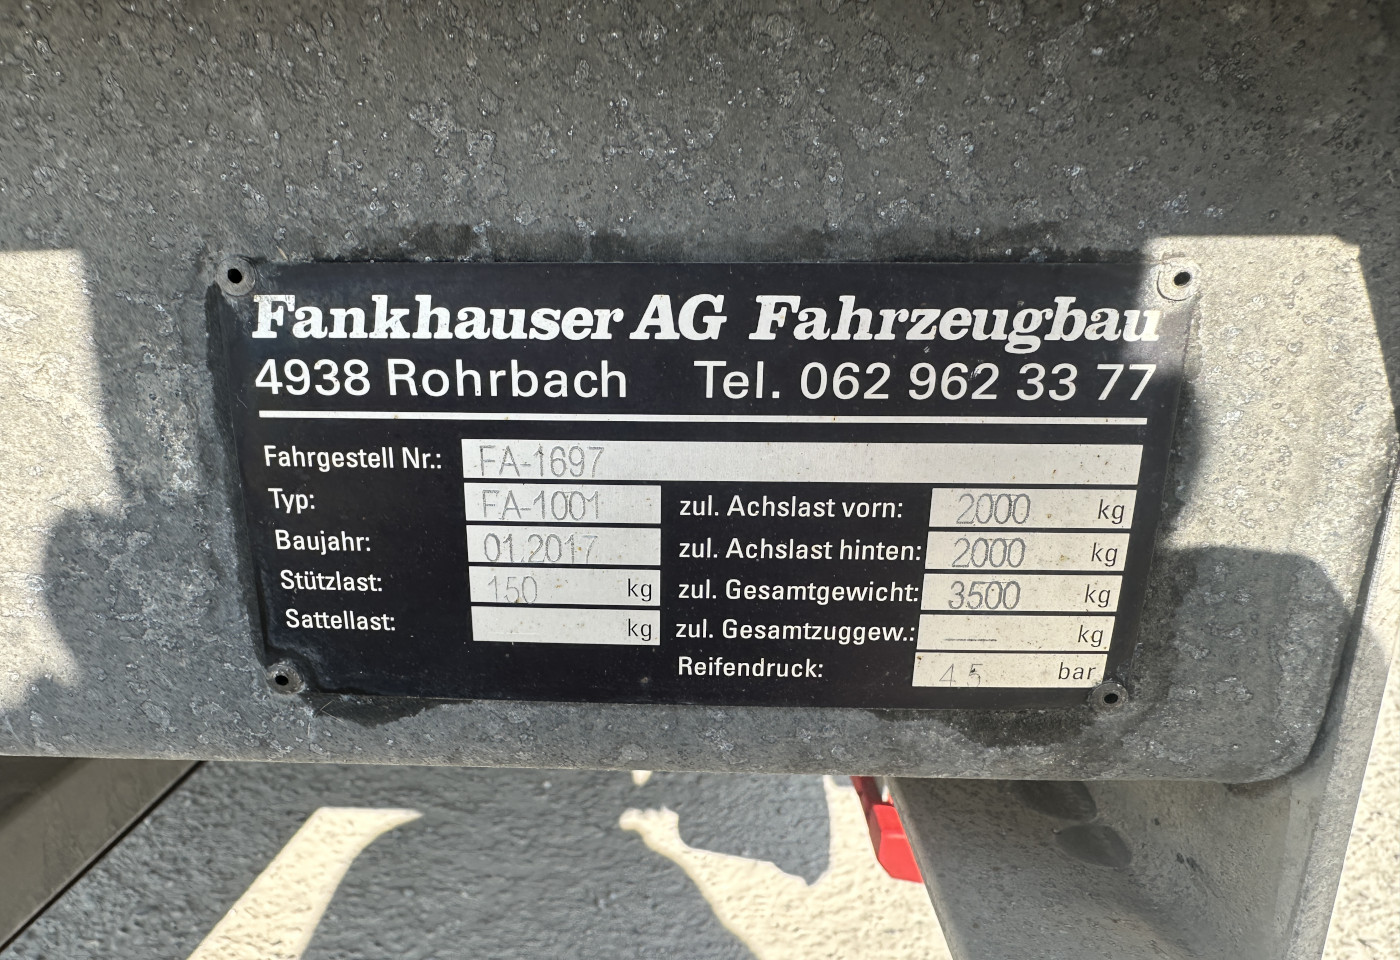 Fankhauser AG Fahrzeugbau
4938 Rohrbach Tel. 062 962 33 77
Fahrgestell Nr.: FA-1697
Typ: FA-1001 zul. Achslast vorn: 2000 kg
Baujahr: 01.2017 zul. Achslast hinten: 2000 kg
Stützlast: 150 kg zul. Gesamtgewicht: 3500 kg
Sattellast: kg zul. Gesamtzuggew.: — kg
Reifendruck: 4.5 bar